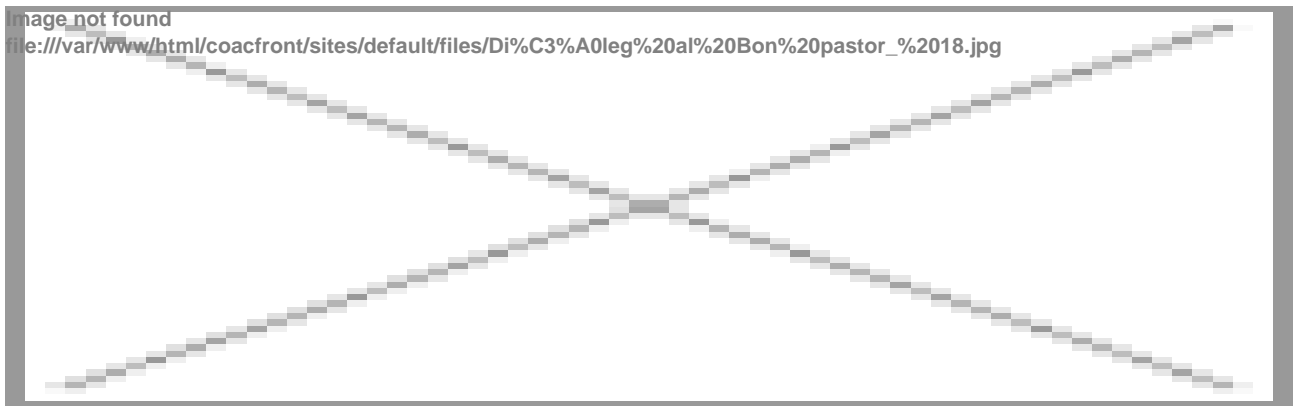 Image not found
file:///var/www/html/coacfront/sites/default/files/Di%C3%A0leg%20al%20Bon%20pastor_%2018.jpg